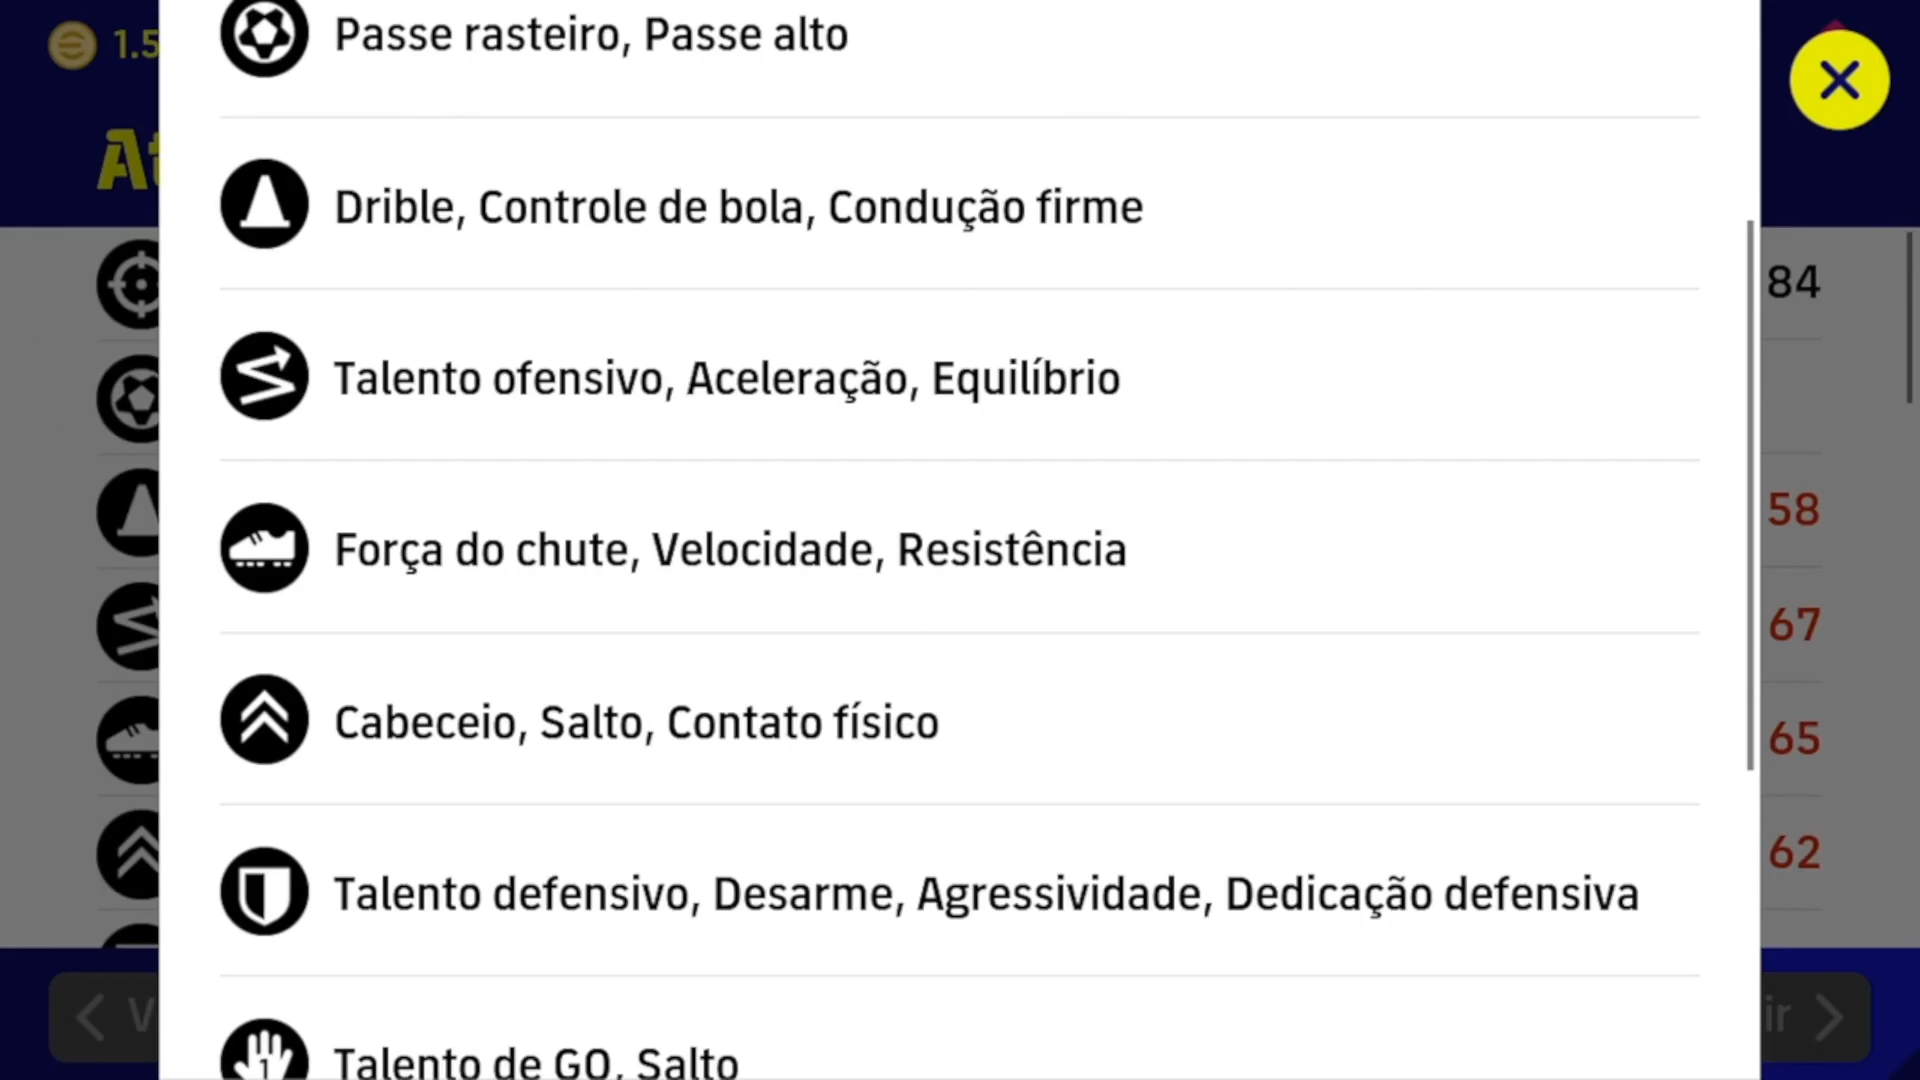 Passe rasteiro, Passe alto
1.5
At
Drible, Controle de bola, Condução firme
84
Talento ofensivo, Aceleração, Equilíbrio
58
Força do chute, Velocidade, Resistência
67
Cabeceio, Salto, Contato físico
65
Talento defensivo, Desarme, Agressividade, Dedicação defensiva
62
V
ir
Talento de GO, Salto